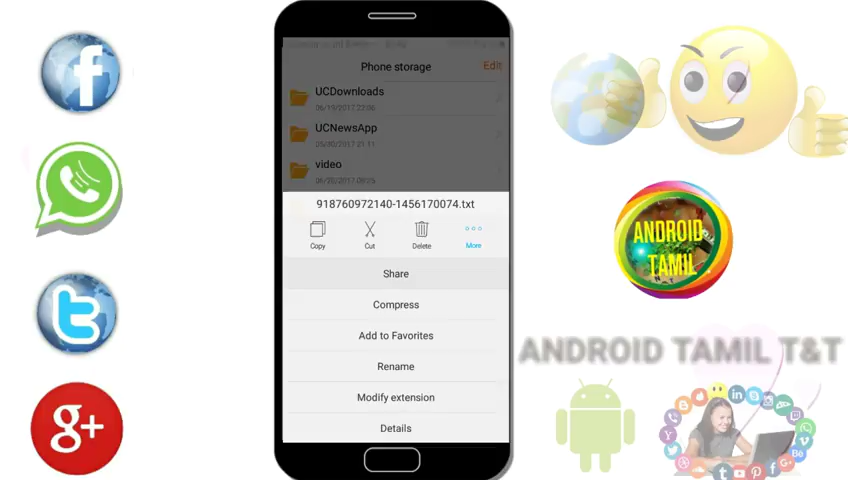 Phone storage
Edit
UCDownloads
UCNewsApp
video
918760972140-1456170074.txt
Copy
Cut
Delete
More
Share
Compress
Add to Favorites
Rename
Modify extension
Details
ANDROID
TAMIL
ANDROID TAMIL T&T